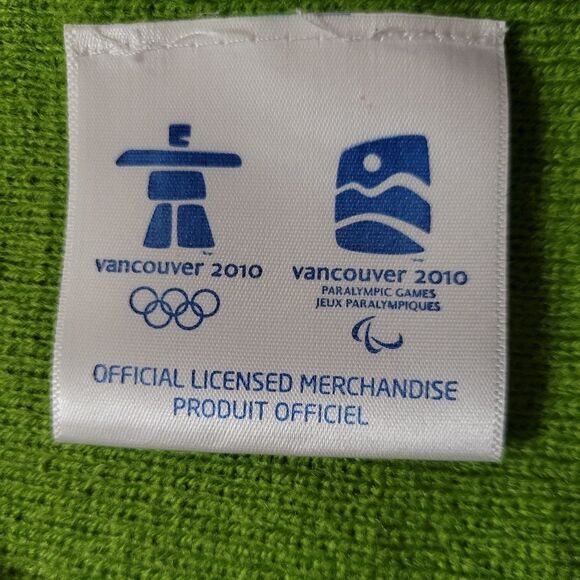 vancouver 2010
vancouver 2010
PARALYMPIC GAMES
JEUX PARALYMPIQUES
OFFICIAL LICENSED MERCHANDISE
PRODUIT OFFICIEL